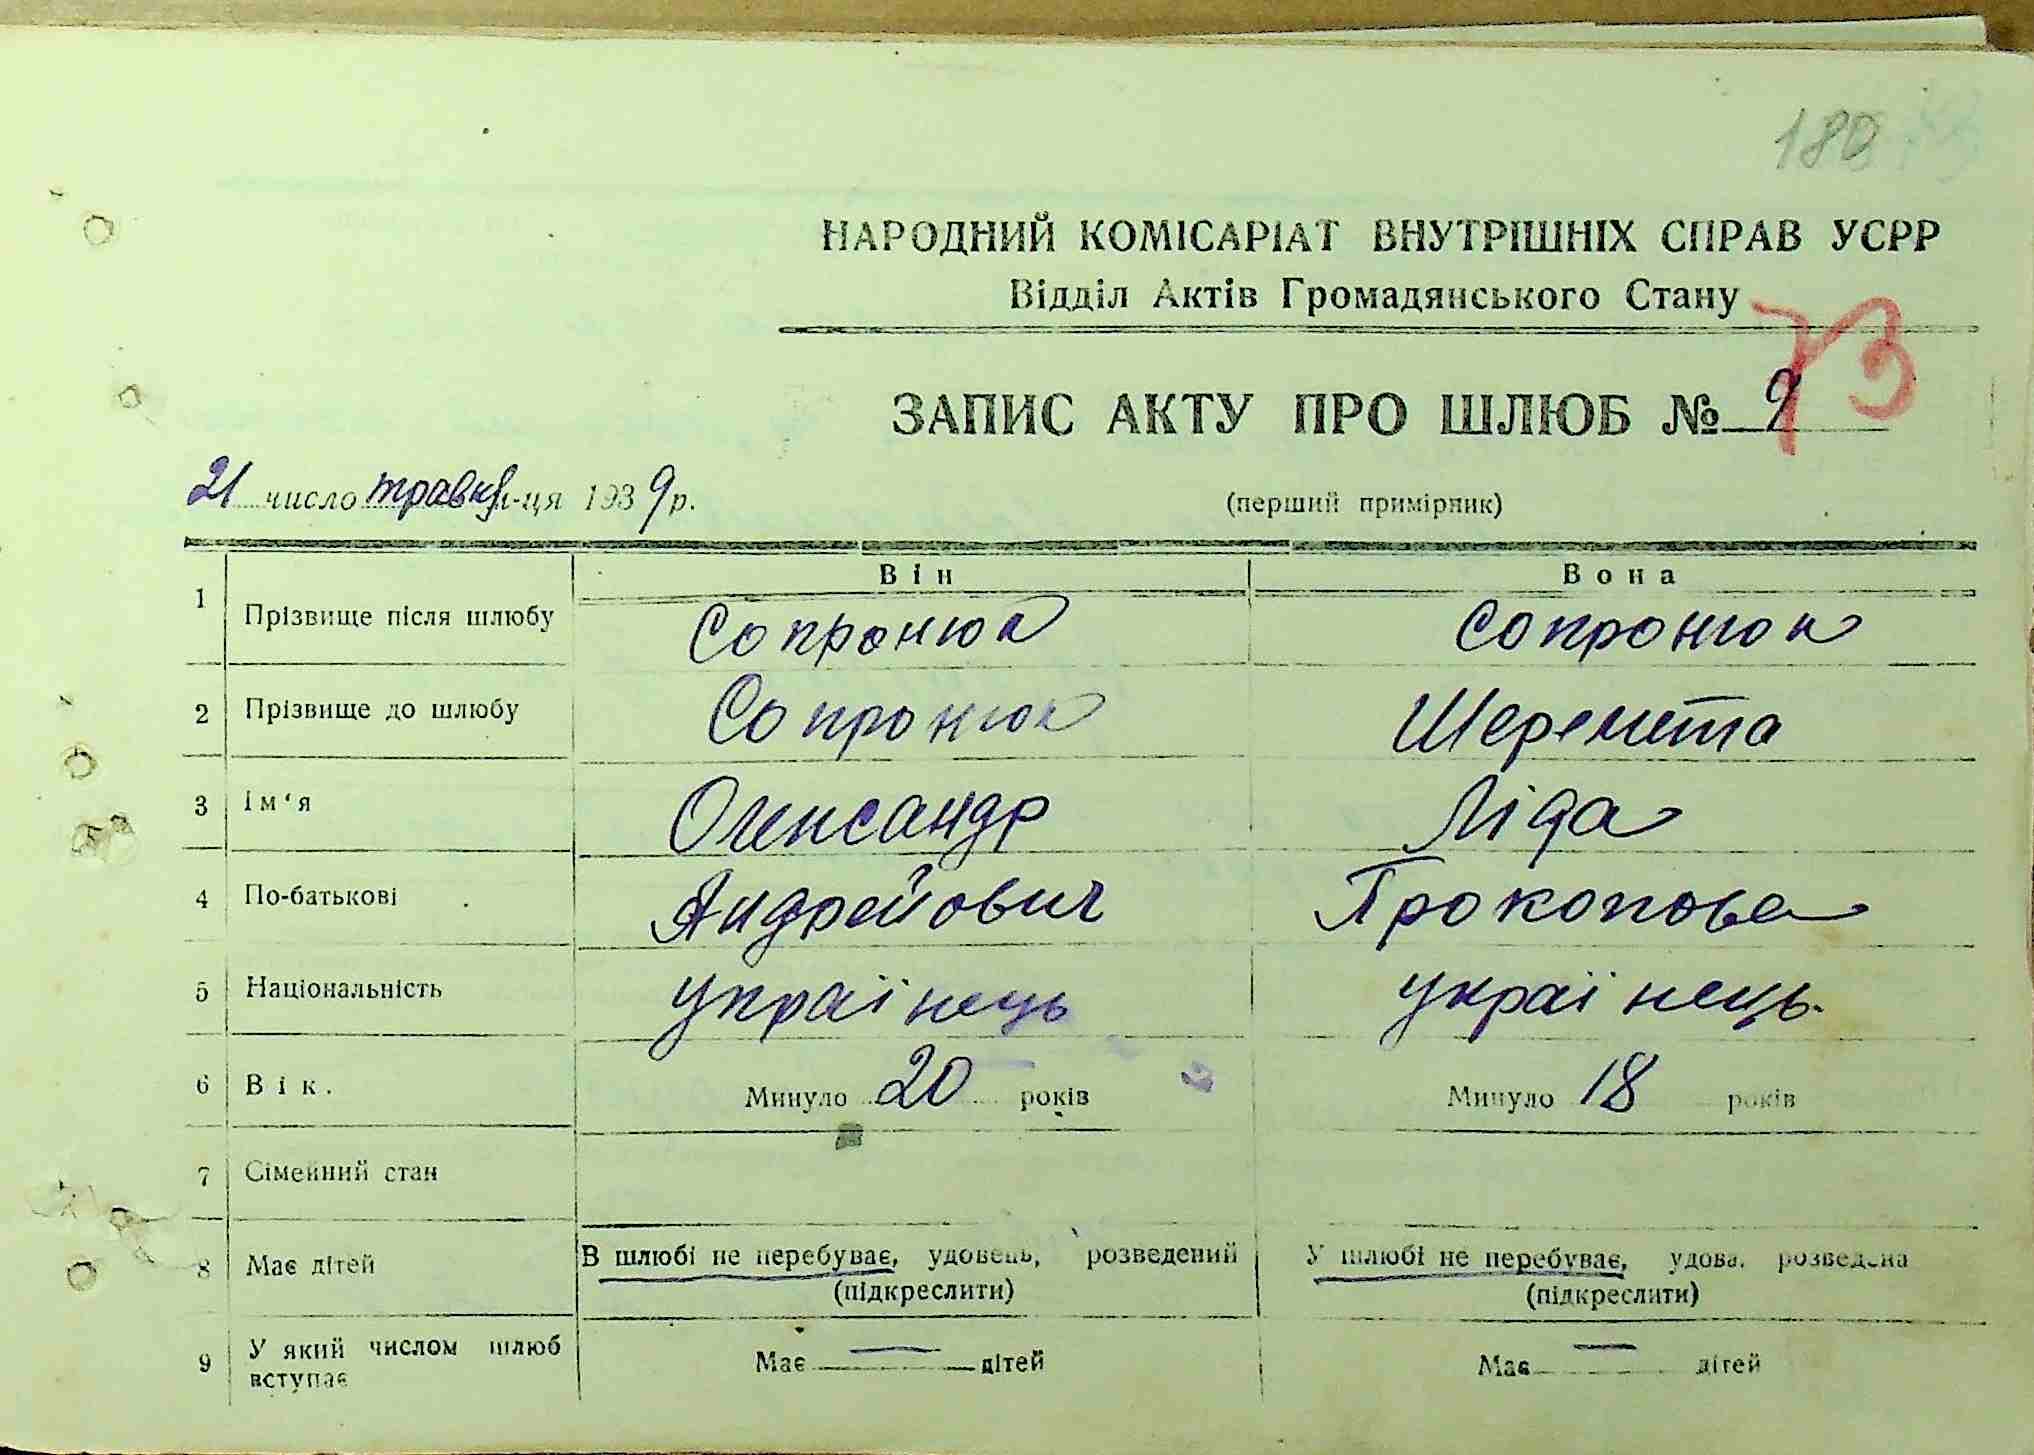 180
НАРОДНИЙ КОМІСАРІАТ ВНУТРІШНІХ СПРАВ УСРР
Відділ Актів Громадянського Стану
73
ЗАПИС АКТУ ПРО ШЛЮБ № 9
21 число травня м-ця 1939 р.
(перший примірник)
Він Вона
1 Прізвище після шлюбу Сопронюк Сопронюк
2 Прізвище до шлюбу Сопронюк Шеремета
3 Ім'я Олександр Ліда
4 По-батькові Андрейович Прокопова
5 Національність українець українець
6 Вік. Минуло 20 років Минуло 18 років
7 Сімейний стан
8 Має дітей В шлюбі не перебуває, удовець, розведений У шлюбі не перебуває, удова, розведена
(підкреслити) (підкреслити)
9 У який числом шлюб вступає Має — дітей Має — дітей